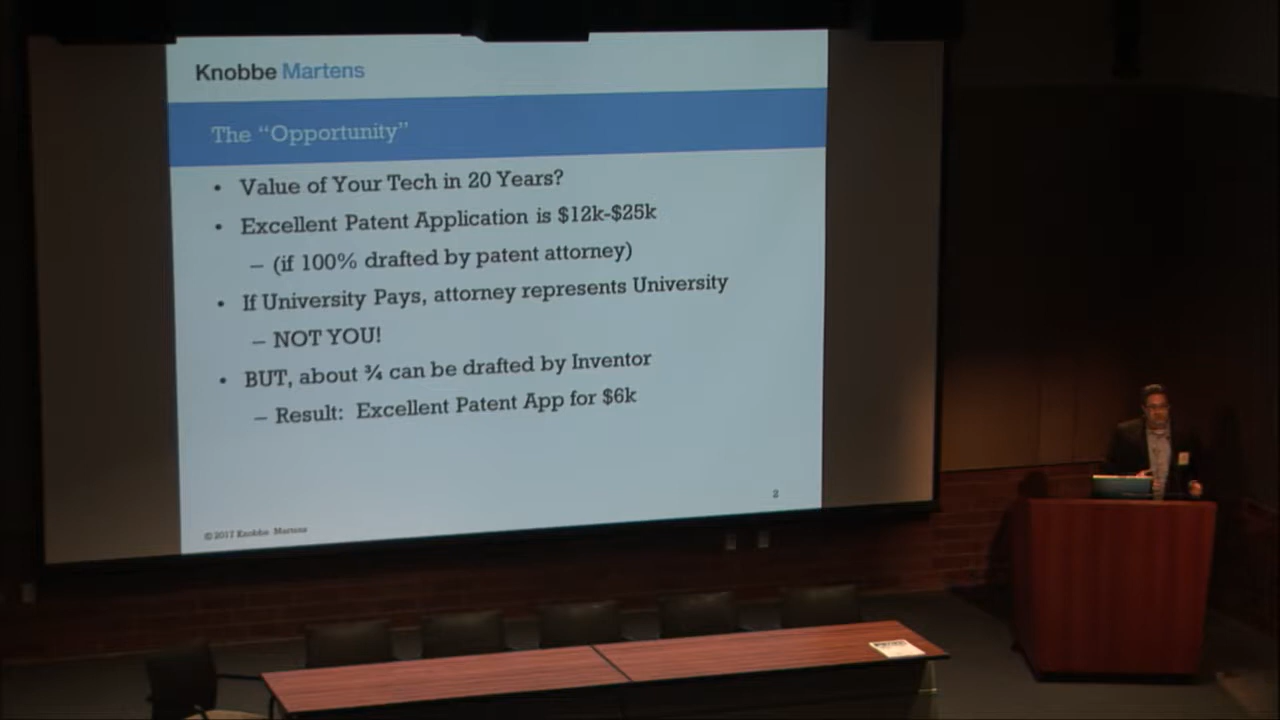 Knobbe Martens
The “Opportunity”
• Value of Your Tech in 20 Years?
• Excellent Patent Application is $12k-$25k
– (if 100% drafted by patent attorney)
• If University Pays, attorney represents University
– NOT YOU!
• BUT, about ¾ can be drafted by Inventor
– Result: Excellent Patent App for $6k
2
© 2017 Knobbe Martens